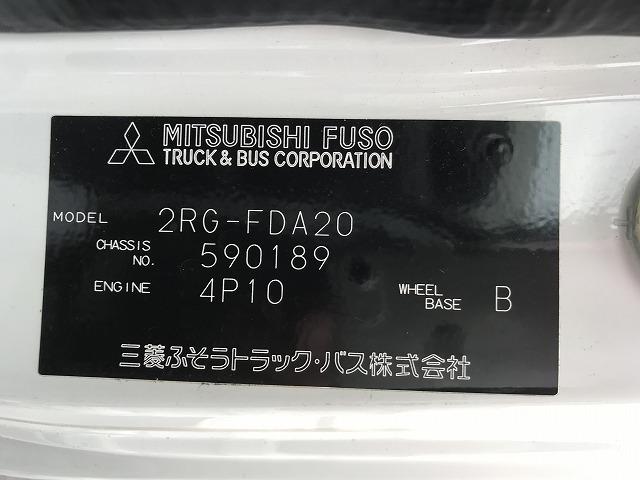 MITSUBISHI FUSO
TRUCK & BUS CORPORATION
MODEL 2RG-FDA20
CHASSIS NO. 590189
ENGINE 4P10 WHEEL BASE B
三菱ふそうトラック・バス株式会社